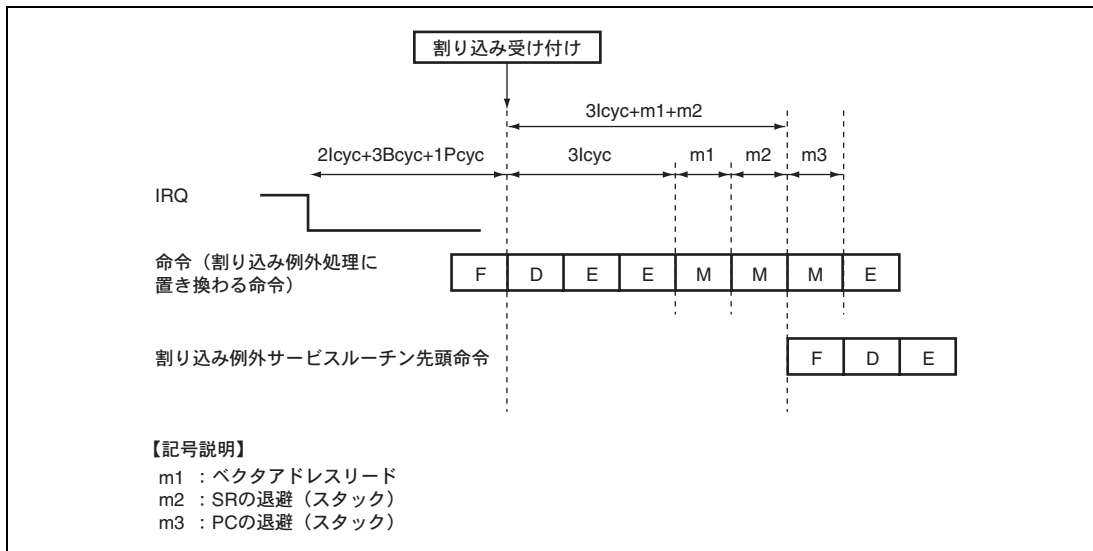 割り込み受け付け
3Icyc+m1+m2
2Icyc+3Bcyc+1Pcyc
3Icyc
m1
m2
m3
IRQ
命令（割り込み例外処理に
置き換わる命令）
F D E E M M M E
割り込み例外サービスルーチン先頭命令
F D E
【記号説明】
m1 ：ベクタアドレスリード
m2 ：SRの退避（スタック）
m3 ：PCの退避（スタック）